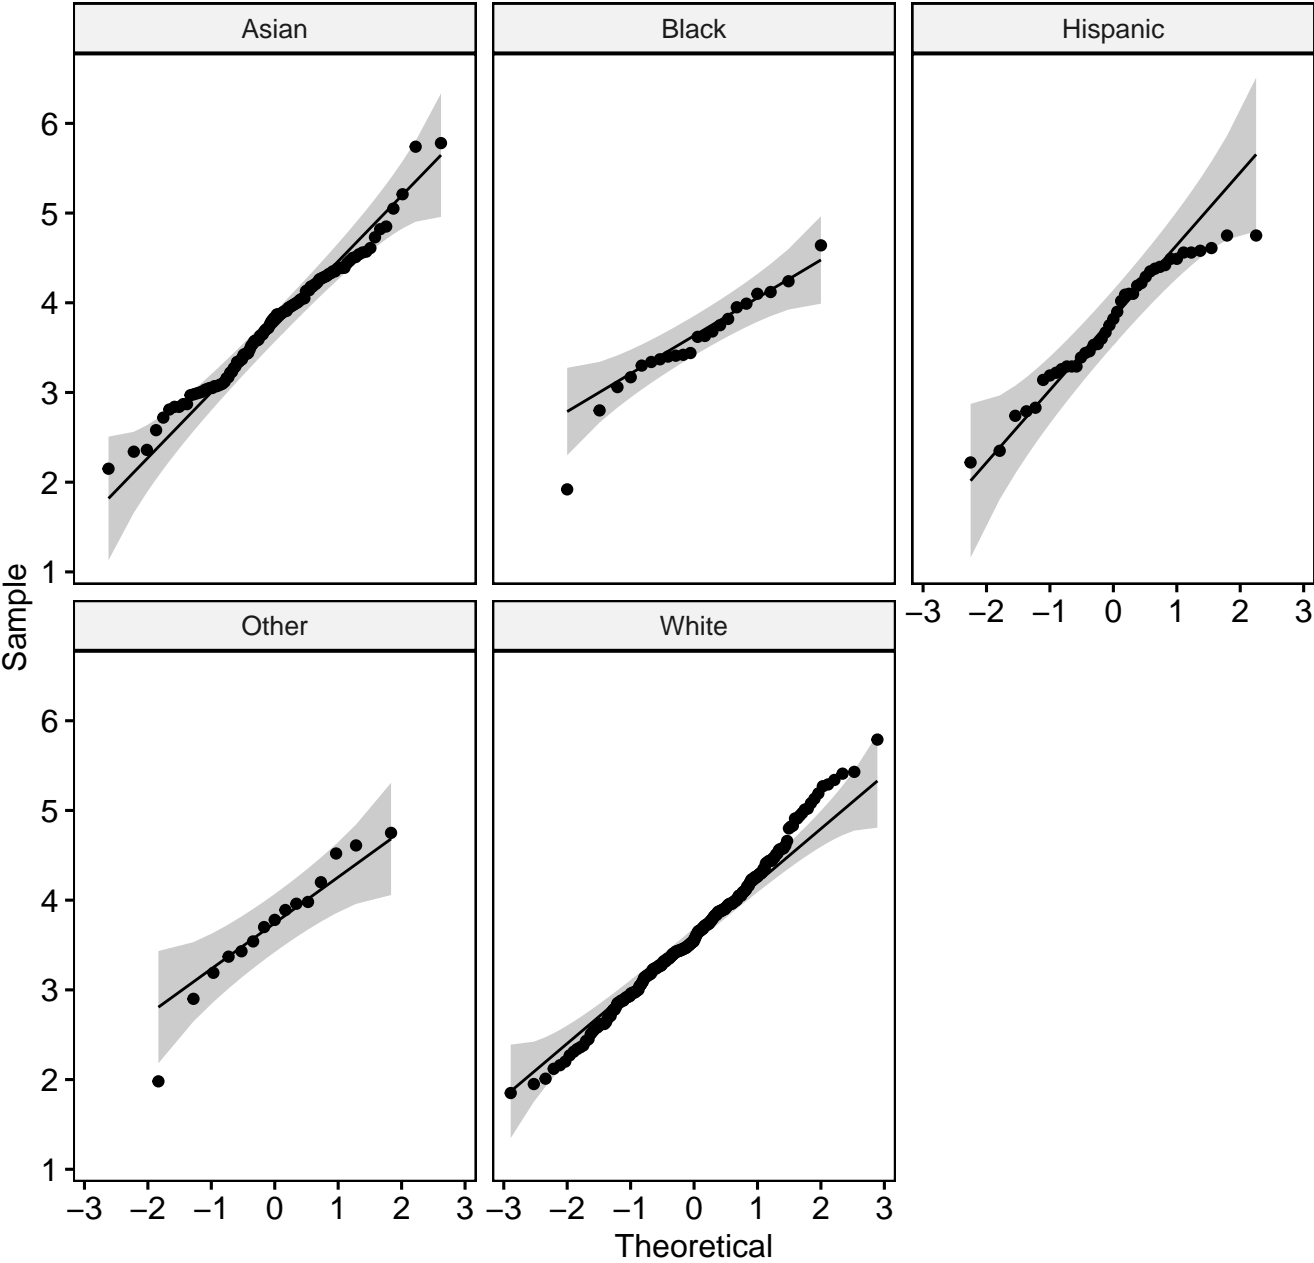 Asian Black Hispanic
6
5
4
3
2
1
–3 –2 –1 0 1 2 3
Sample
Other White
6
5
4
3
2
1
–3 –2 –1 0 1 2 3 –3 –2 –1 0 1 2 3
Theoretical